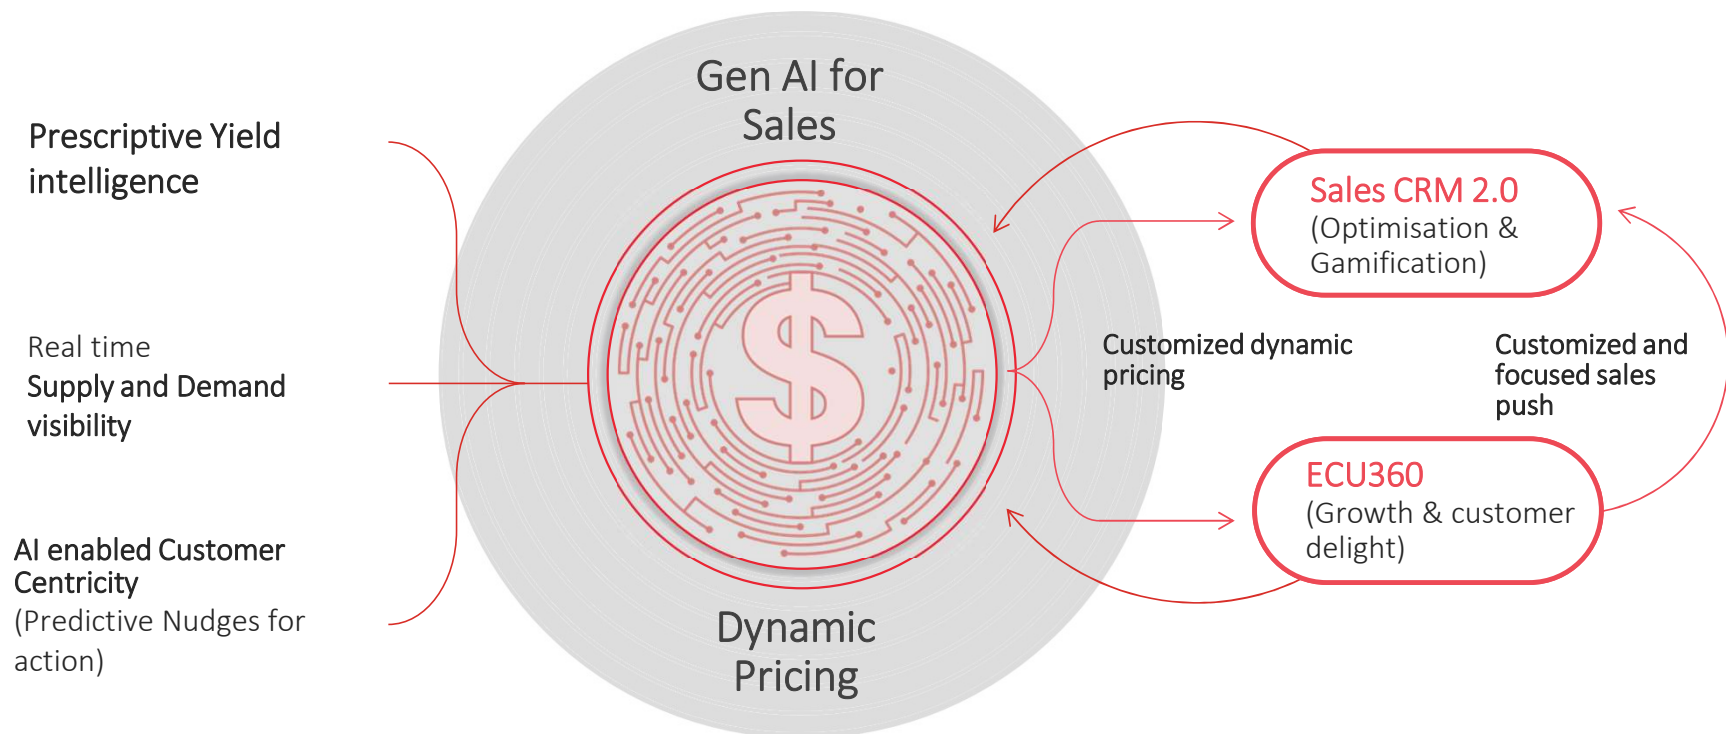 Gen AI for
Sales
Prescriptive Yield
intelligence
Real time
Supply and Demand
visibility
AI enabled Customer
Centricity
(Predictive Nudges for
action)
Dynamic
Pricing
Sales CRM 2.0
(Optimisation &
Gamification)
Customized dynamic
pricing
Customized and
focused sales
push
ECU360
(Growth & customer
delight)